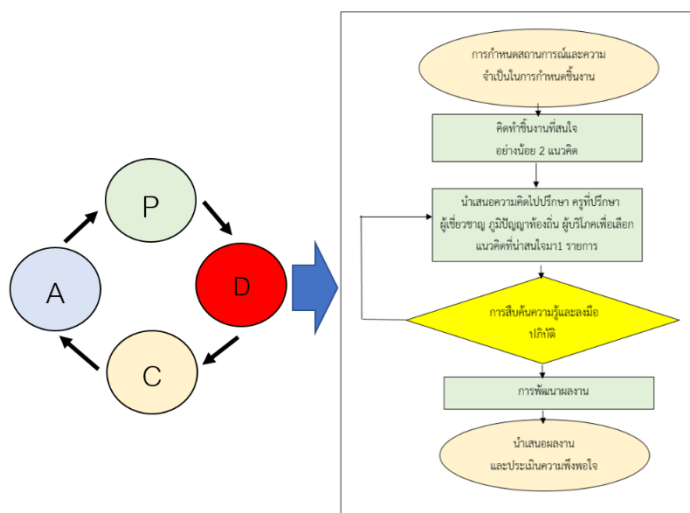 P
D
C
A
การกำหนดสถานการณ์และความ
จำเป็นในการกำหนดชิ้นงาน
คิดทำชิ้นงานที่สนใจ
อย่างน้อย 2 แนวคิด
นำเสนอความคิดไปปรึกษา ครูที่ปรึกษา
ผู้เชี่ยวชาญ ภูมิปัญญาท้องถิ่น ผู้บริโภคเพื่อเลือก
แนวคิดที่น่าสนใจมา1 รายการ
การสืบค้นความรู้และลงมือ
ปฏิบัติ
การพัฒนาผลงาน
นำเสนอผลงาน
และประเมินความพึงพอใจ